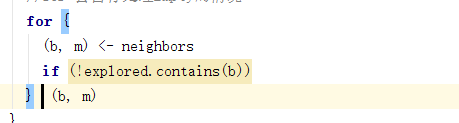 for {
(b, m) <- neighbors
if (!explored.contains(b))
} (b, m)
}